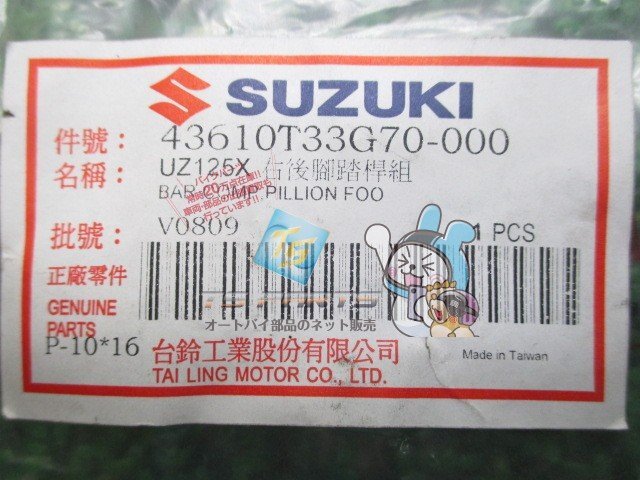 SUZUKI
件號： 43610T33G70-000
名稱： UZ125X 右後腳踏桿組
BAR COMP PILLION FOO
批號： V0809 1 PCS
正廠零件
GENUINE
PARTS
オートバイ部品のネット販売
P-10*16 台鈴工業股份有限公司
TAI LING MOTOR CO., LTD.
Made in Taiwan